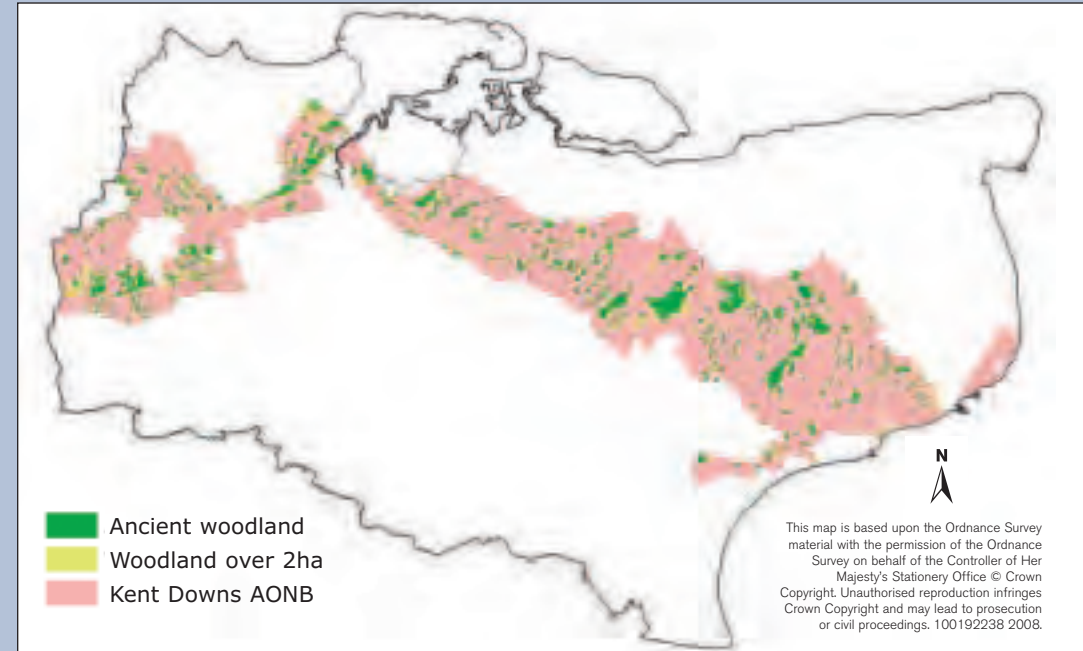 N
Ancient woodland
Woodland over 2ha
Kent Downs AONB
This map is based upon the Ordnance Survey
material with the permission of the Ordnance
Survey on behalf of the Controller of Her
Majesty's Stationery Office © Crown
Copyright. Unauthorised reproduction infringes
Crown Copyright and may lead to prosecution
or civil proceedings. 100192238 2008.